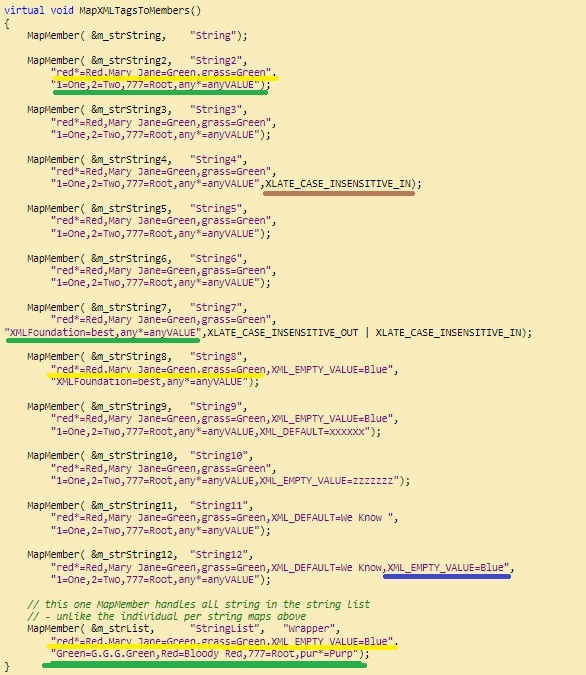 virtual void MapXMLTagsToMembers()
{
MapMember( &m_strString, "String");
MapMember( &m_strString2, "String2",
"red*=Red,Mary Jane=Green,grass=Green",
"1=One,2=Two,777=Root,any*=anyVALUE");
MapMember( &m_strString3, "String3",
"red*=Red,Mary Jane=Green,grass=Green",
"1=One,2=Two,777=Root,any*=anyVALUE");
MapMember( &m_strString4, "String4",
"red*=Red,Mary Jane=Green,grass=Green",
"1=One,2=Two,777=Root,any*=anyVALUE",XLATE_CASE_INSENSITIVE_IN);
MapMember( &m_strString5, "String5",
"red*=Red,Mary Jane=Green,grass=Green",
"1=One,2=Two,777=Root,any*=anyVALUE");
MapMember( &m_strString6, "String6",
"red*=Red,Mary Jane=Green,grass=Green",
"1=One,2=Two,777=Root,any*=anyVALUE");
MapMember( &m_strString7, "String7",
"red*=Red,Mary Jane=Green,grass=Green",
"XMLFoundation=best,any*=anyVALUE",XLATE_CASE_INSENSITIVE_OUT | XLATE_CASE_INSENSITIVE_IN);
MapMember( &m_strString8, "String8",
"red*=Red,Mary Jane=Green,grass=Green,XML_EMPTY_VALUE=Blue",
"XMLFoundation=best,any*=anyVALUE");
MapMember( &m_strString9, "String9",
"red*=Red,Mary Jane=Green,grass=Green,XML_EMPTY_VALUE=Blue",
"1=One,2=Two,777=Root,any*=anyVALUE,XML_DEFAULT=xxxxxx");
MapMember( &m_strString10, "String10",
"red*=Red,Mary Jane=Green,grass=Green",
"1=One,2=Two,777=Root,any*=anyVALUE,XML_EMPTY_VALUE=zzzzzzz");
MapMember( &m_strString11, "String11",
"red*=Red,Mary Jane=Green,grass=Green,XML_DEFAULT=We Know ",
"1=One,2=Two,777=Root,any*=anyVALUE");
MapMember( &m_strString12, "String12",
"red*=Red,Mary Jane=Green,grass=Green,XML_DEFAULT=We Know,XML_EMPTY_VALUE=Blue",
"1=One,2=Two,777=Root,any*=anyVALUE");
// this one MapMember handles all string in the string list
// - unlike the individual per string maps above
MapMember( &m_strList, "StringList", "Wrapper",
"red*=Red,Mary Jane=Green,grass=Green,XML_EMPTY_VALUE=Blue",
"Green=G.G.G.Green,Red=Bloody Red,777=Root,pur*=Purp");
}